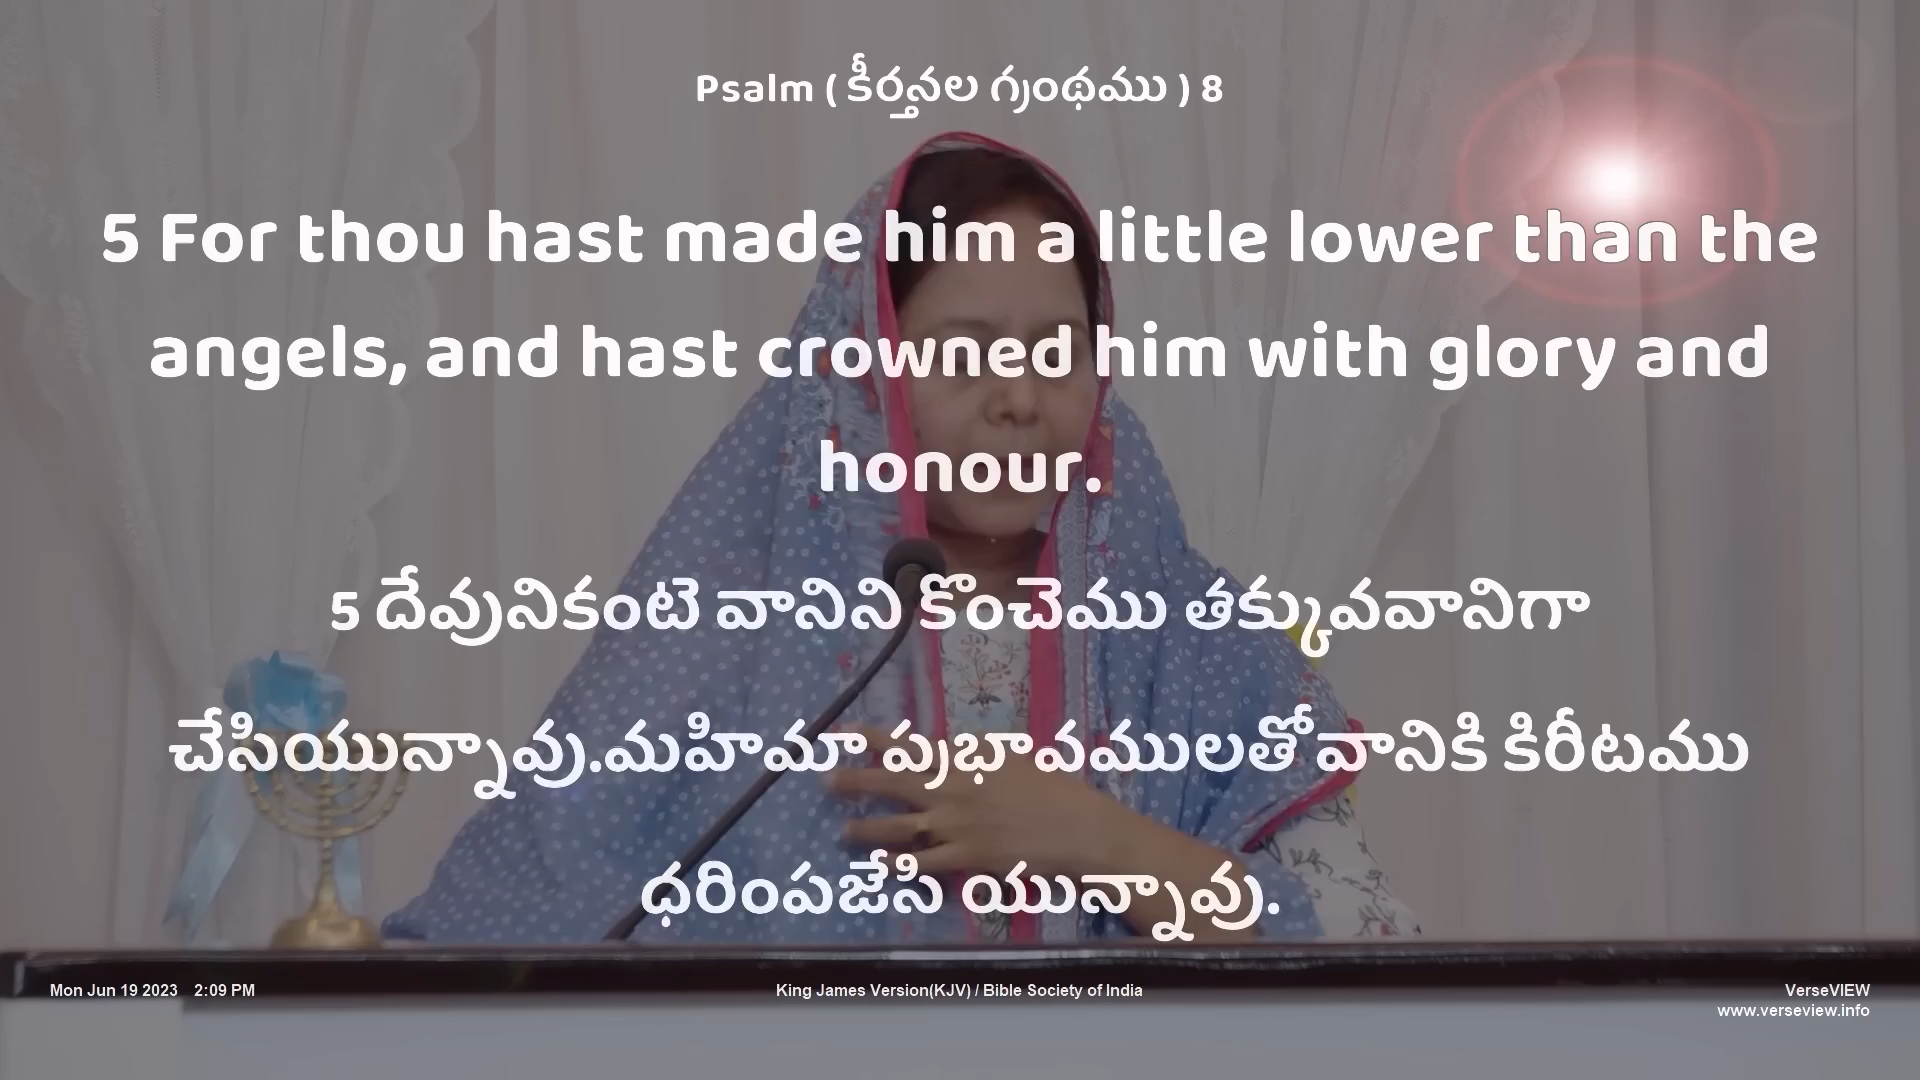 Psalm ( కీర్తనల గ్రంథము ) 8
5 For thou hast made him a little lower than the
angels, and hast crowned him with glory and
honour.
5 దేవునికంటె వానిని కొంచెము తక్కువవానిగా
చేసియున్నావు.మహిమా ప్రభావములతోవానికి కిరీటము
ధరింపజేసి యున్నావు.
Mon Jun 19 2023 2:09 PM
King James Version(KJV) / Bible Society of India
VerseVIEW
www.verseview.info